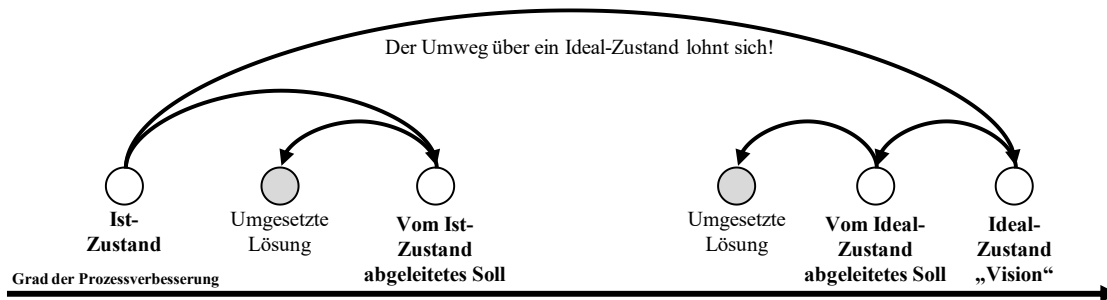 Der Umweg über ein Ideal-Zustand lohnt sich!
Ist-
Zustand
Umgesetzte
Lösung
Vom Ist-
Zustand
abgeleitetes Soll
Umgesetzte
Lösung
Vom Ideal-
Zustand
abgeleitetes Soll
Ideal-
Zustand
„Vision“
Grad der Prozessverbesserung